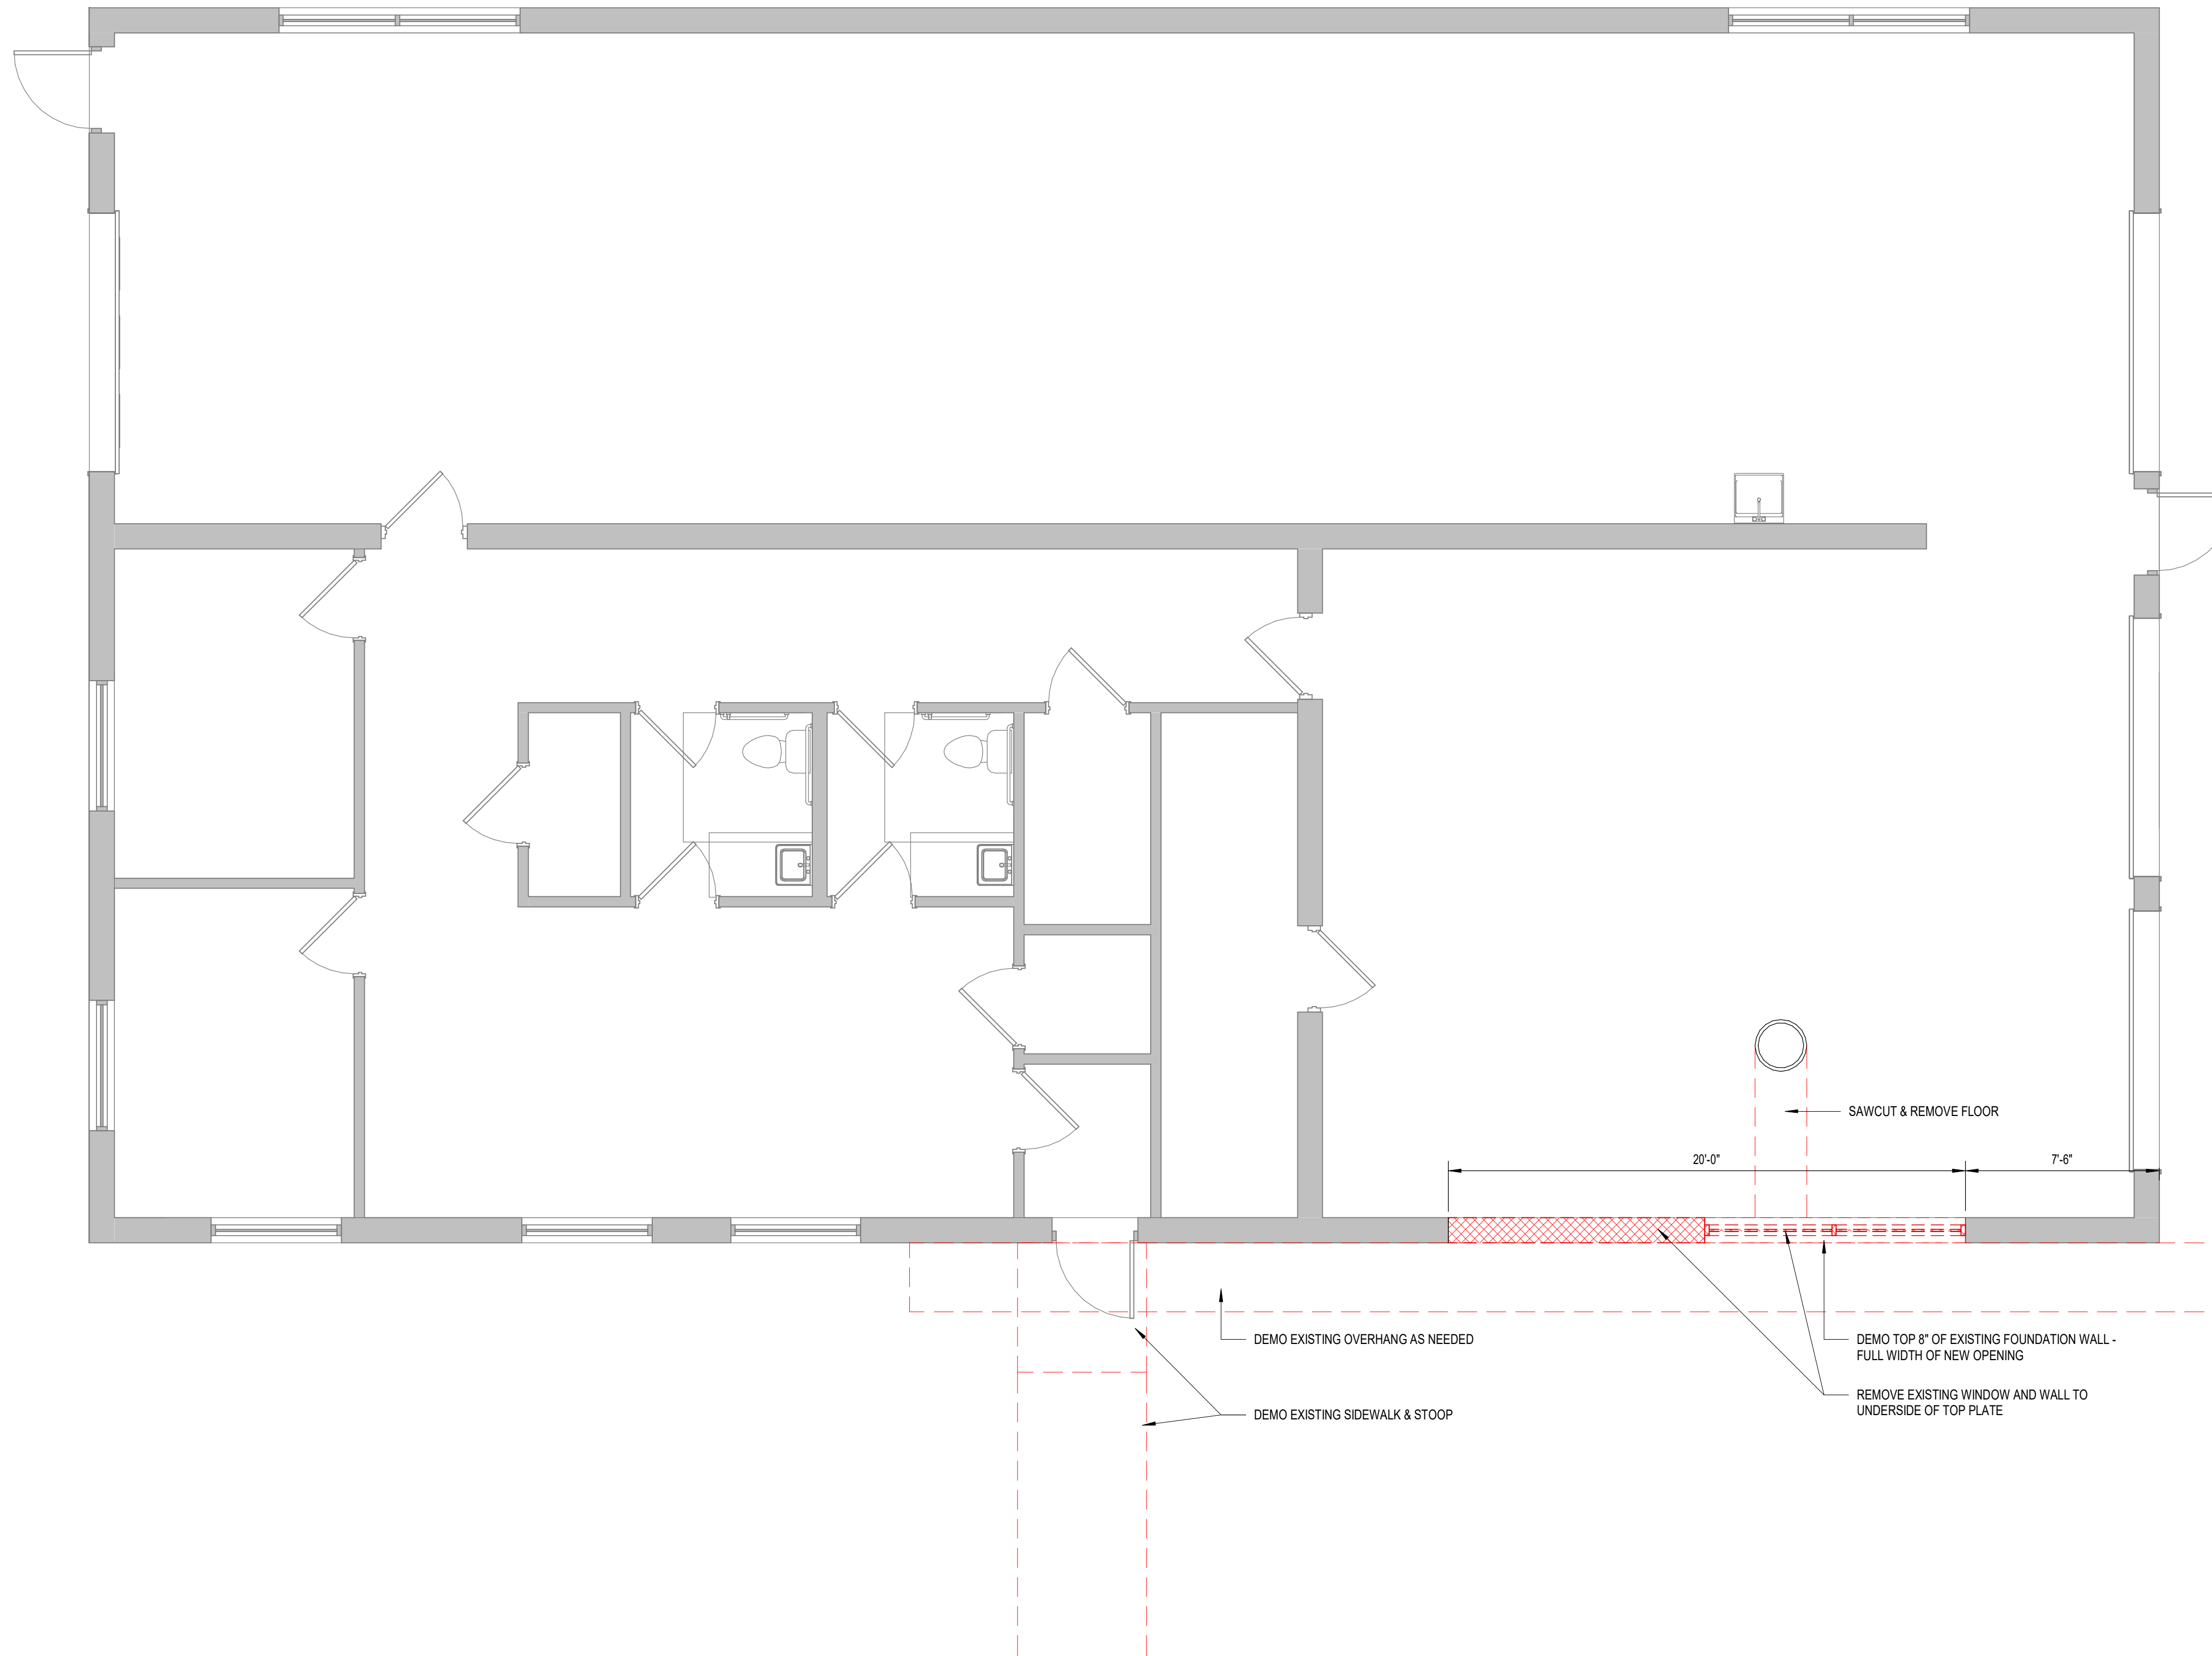 SAWCUT & REMOVE FLOOR
20'-0"
7'-6"
DEMO EXISTING OVERHANG AS NEEDED
DEMO TOP 8" OF EXISTING FOUNDATION WALL -
FULL WIDTH OF NEW OPENING
REMOVE EXISTING WINDOW AND WALL TO
UNDERSIDE OF TOP PLATE
DEMO EXISTING SIDEWALK & STOOP